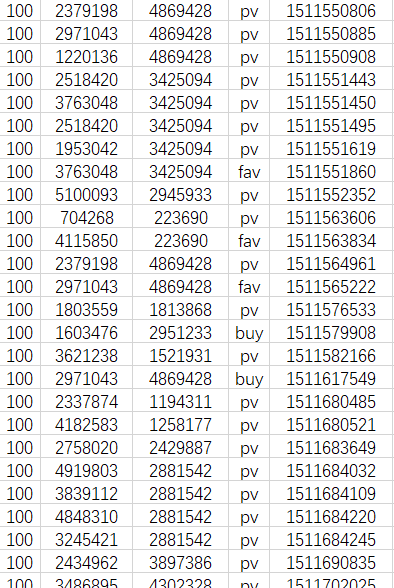 100 2379198 4869428 pv 1511550806
100 2971043 4869428 pv 1511550885
100 1220136 4869428 pv 1511550908
100 2518420 3425094 pv 1511551443
100 3763048 3425094 pv 1511551450
100 2518420 3425094 pv 1511551495
100 1953042 3425094 pv 1511551619
100 3763048 3425094 fav 1511551860
100 5100093 2945933 pv 1511552352
100 704268 223690 pv 1511563606
100 4115850 223690 fav 1511563834
100 2379198 4869428 pv 1511564961
100 2971043 4869428 fav 1511565222
100 1803559 1813868 pv 1511576533
100 1603476 2951233 buy 1511579908
100 3621238 1521931 pv 1511582166
100 2971043 4869428 buy 1511617549
100 2337874 1194311 pv 1511680485
100 4182583 1258177 pv 1511680521
100 2758020 2429887 pv 1511683649
100 4919803 2881542 pv 1511684032
100 3839112 2881542 pv 1511684109
100 4848310 2881542 pv 1511684220
100 3245421 2881542 pv 1511684245
100 2434962 3897386 pv 1511690835
100 3486895 4302328 pv 1511702025